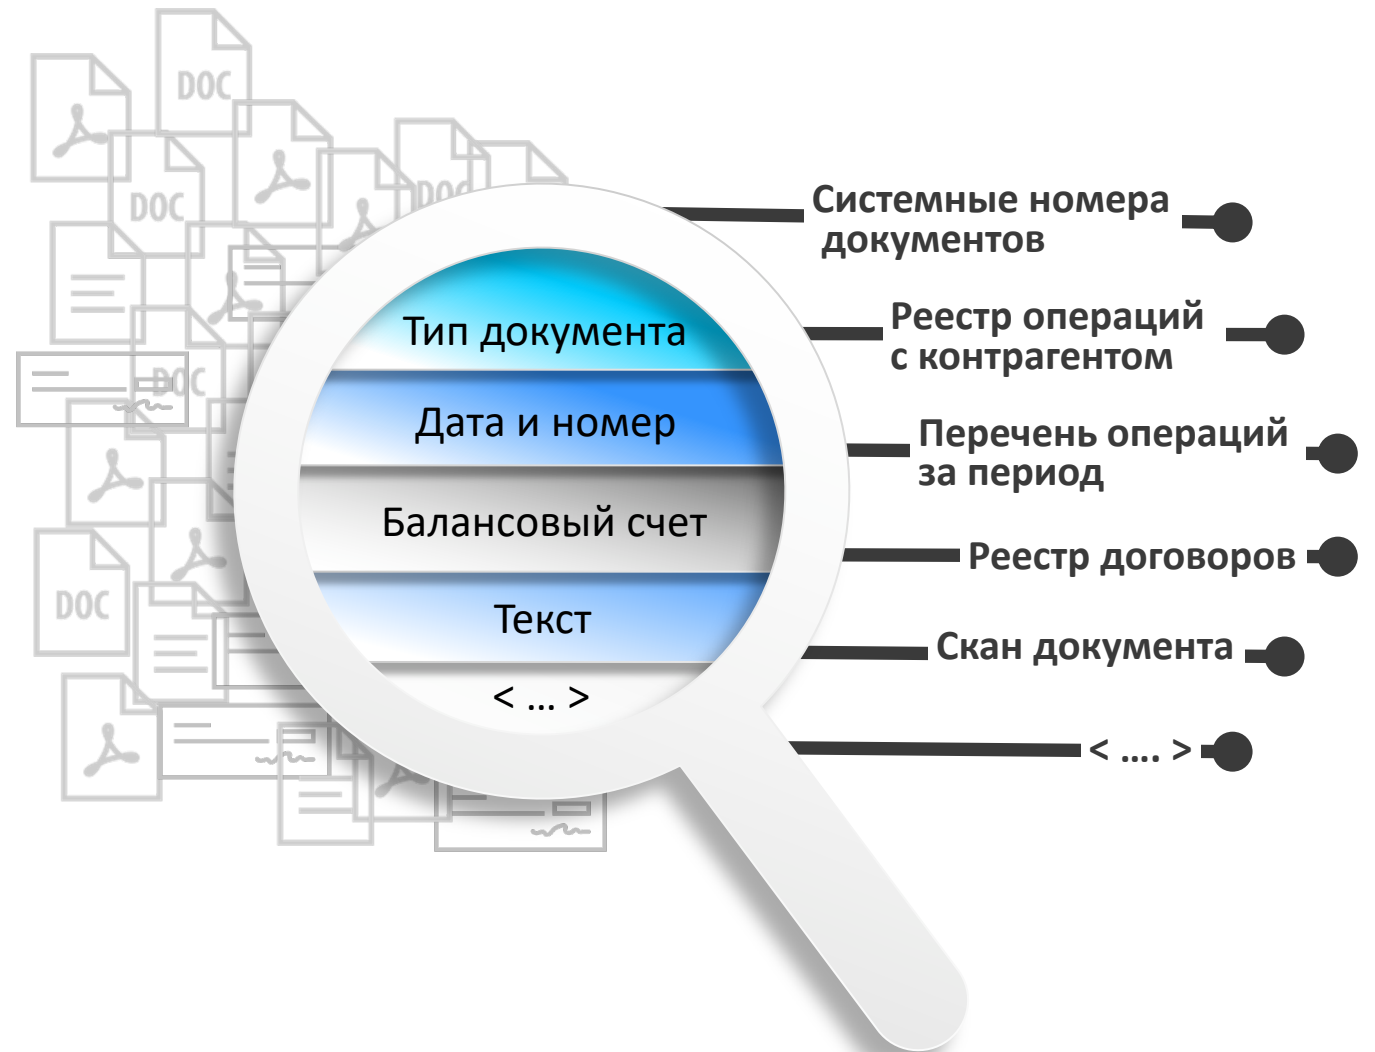 DOC
DOC
DOC
DOC
DOC
Тип документа
Дата и номер
Балансовый счет
Текст
< ... >
Системные номера
документов
Реестр операций
с контрагентом
Перечень операций
за период
Реестр договоров
Скан документа
< .... >